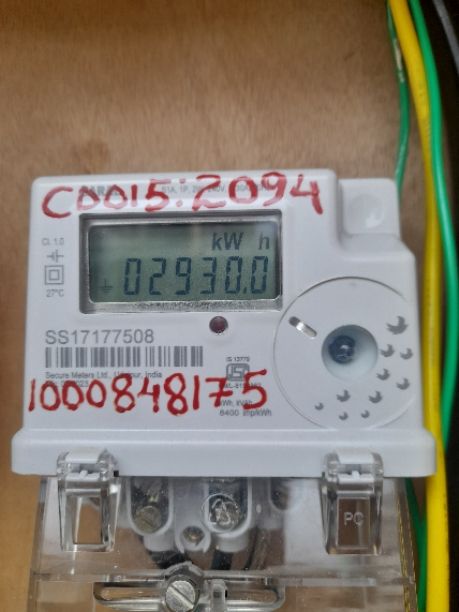 C0015:2094
Cl. 1.0
kW h
02930.0
27°C
SS17177508
Secure Meters Ltd., Udaipur, India
IS 13779
1000848175
6400 imp/kWh
PC